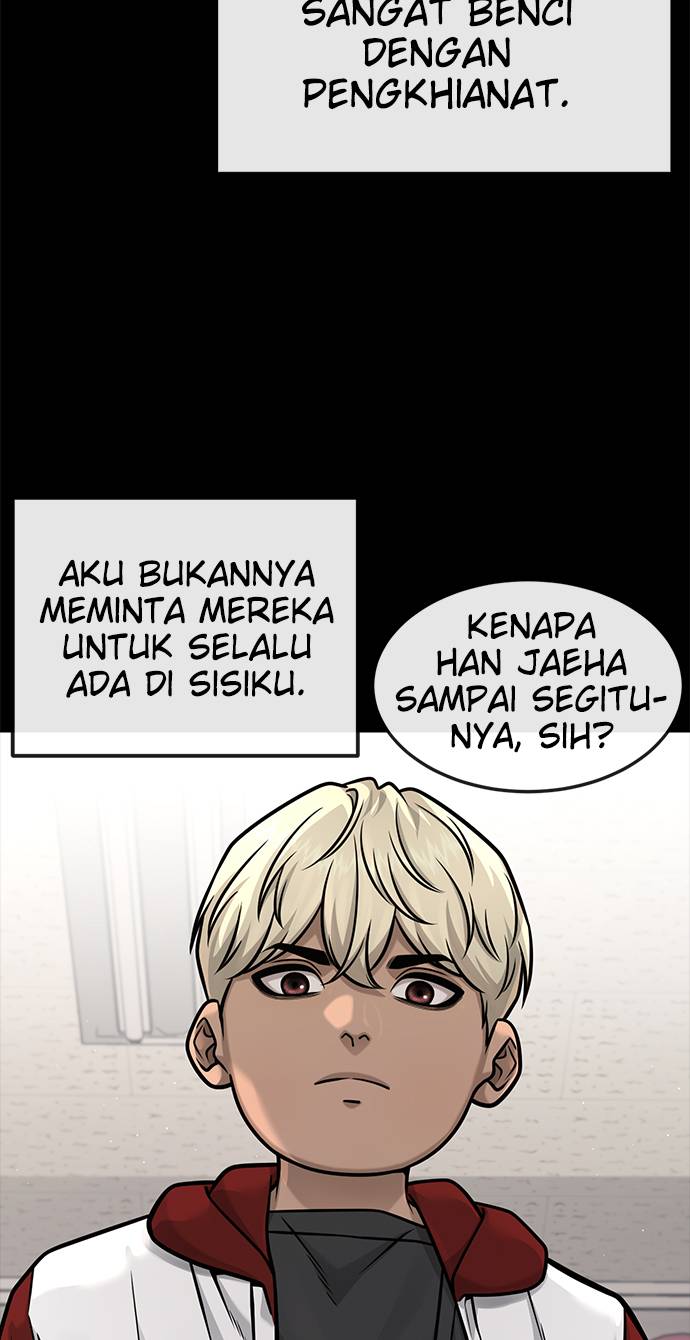 SANGAT BENCI
DENGAN
PENGKHIANAT.
AKU BUKANNYA
MEMINTA MEREKA
UNTUK SELALU
ADA DI SISIKU.
KENAPA
HAN JAEHA
SAMPAI SEGITU-
NYA, SIH?